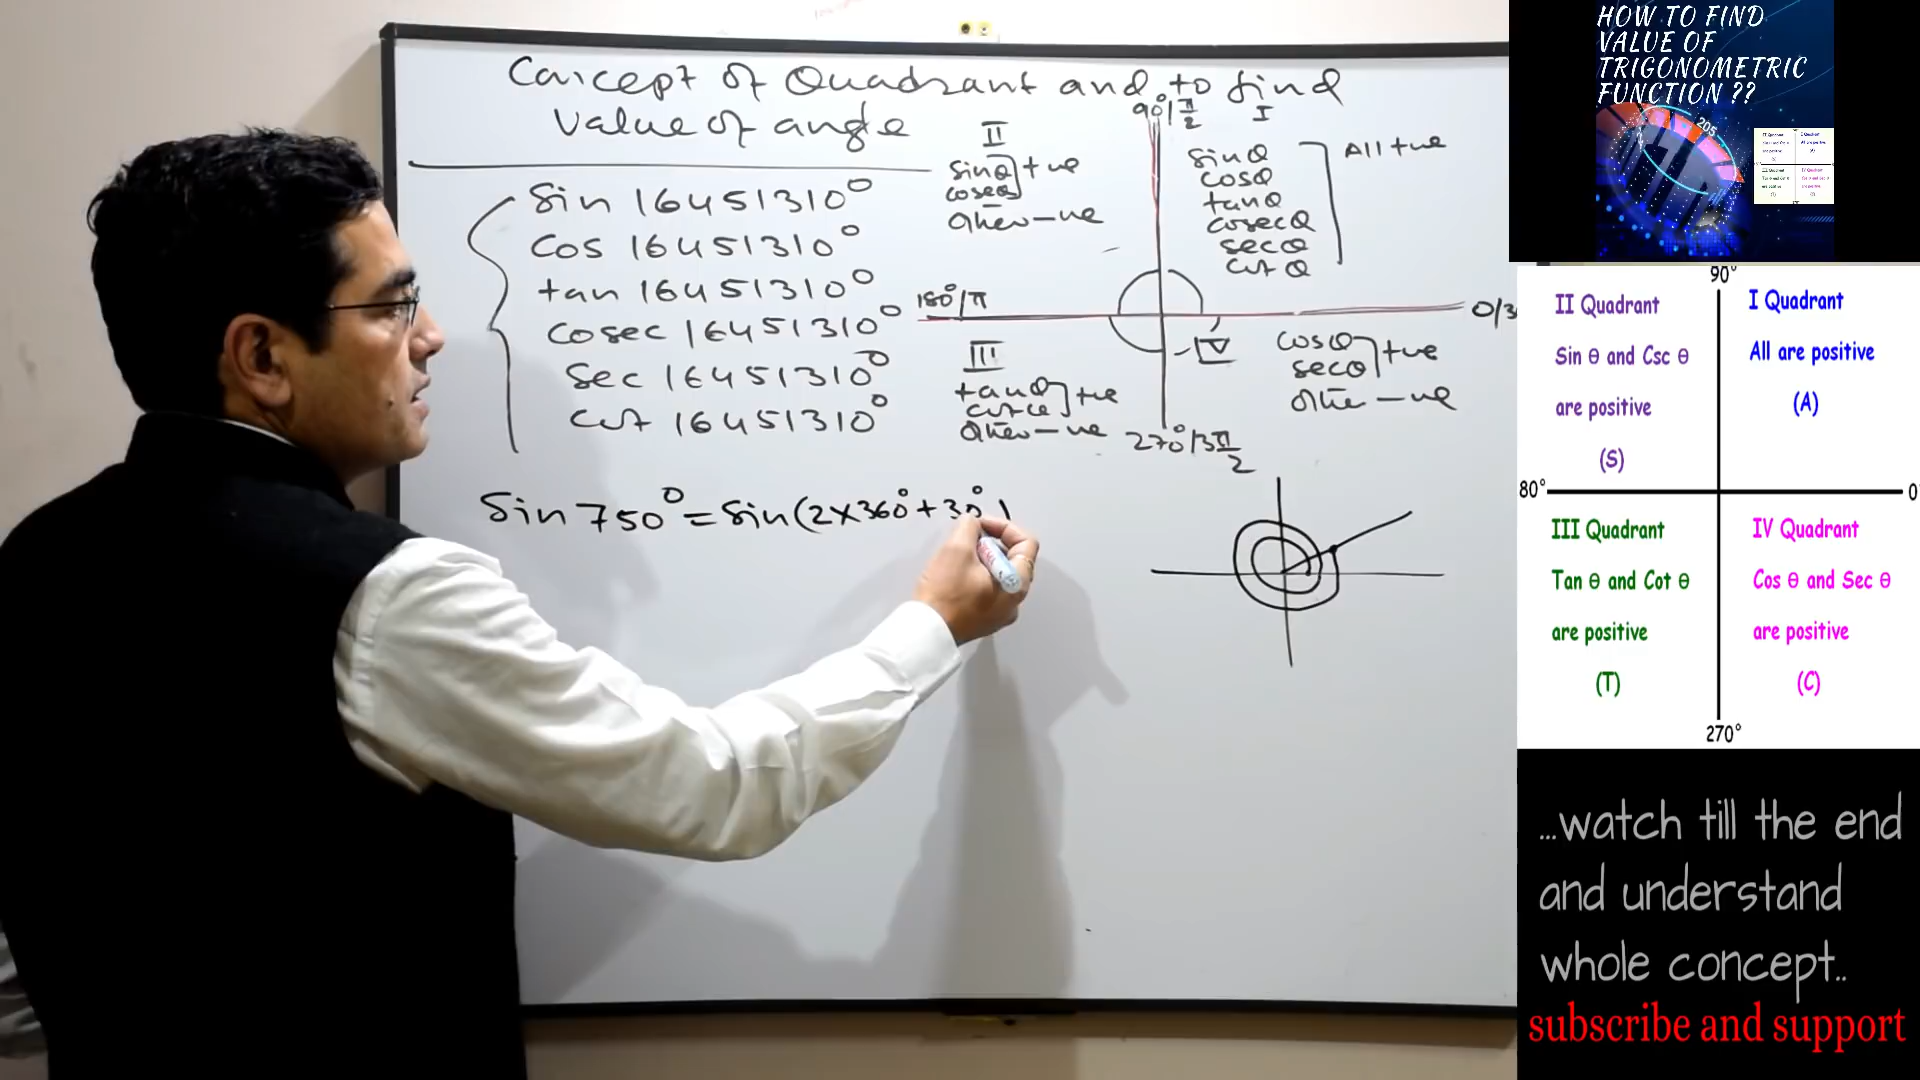 Concept of Quadrant and to find
Value of angle
Sin 16451310°
Cos 16451310°
tan 16451310°
Cosec 16451310°
Sec 16451310°
Cot 16451310°
II
sinθ
cosecθ
+ve
other -ve
90°/π/2
I
sinθ
cosθ
tanθ
cosecθ
secθ
cotθ
All +ve
180°/π
0/3
III
tanθ
cotθ
+ve
other -ve
IV
cosθ
secθ
+ve
other -ve
270°/3π/2
Sin 750° = Sin(2×360°+30°)
HOW TO FIND
VALUE OF
TRIGONOMETRIC
FUNCTION ??
205
90°
II Quadrant
Sin θ and Csc θ
are positive
(S)
I Quadrant
All are positive
(A)
80°
0
III Quadrant
Tan θ and Cot θ
are positive
(T)
IV Quadrant
Cos θ and Sec θ
are positive
(C)
270°
...watch till the end
and understand
whole concept..
subscribe and support